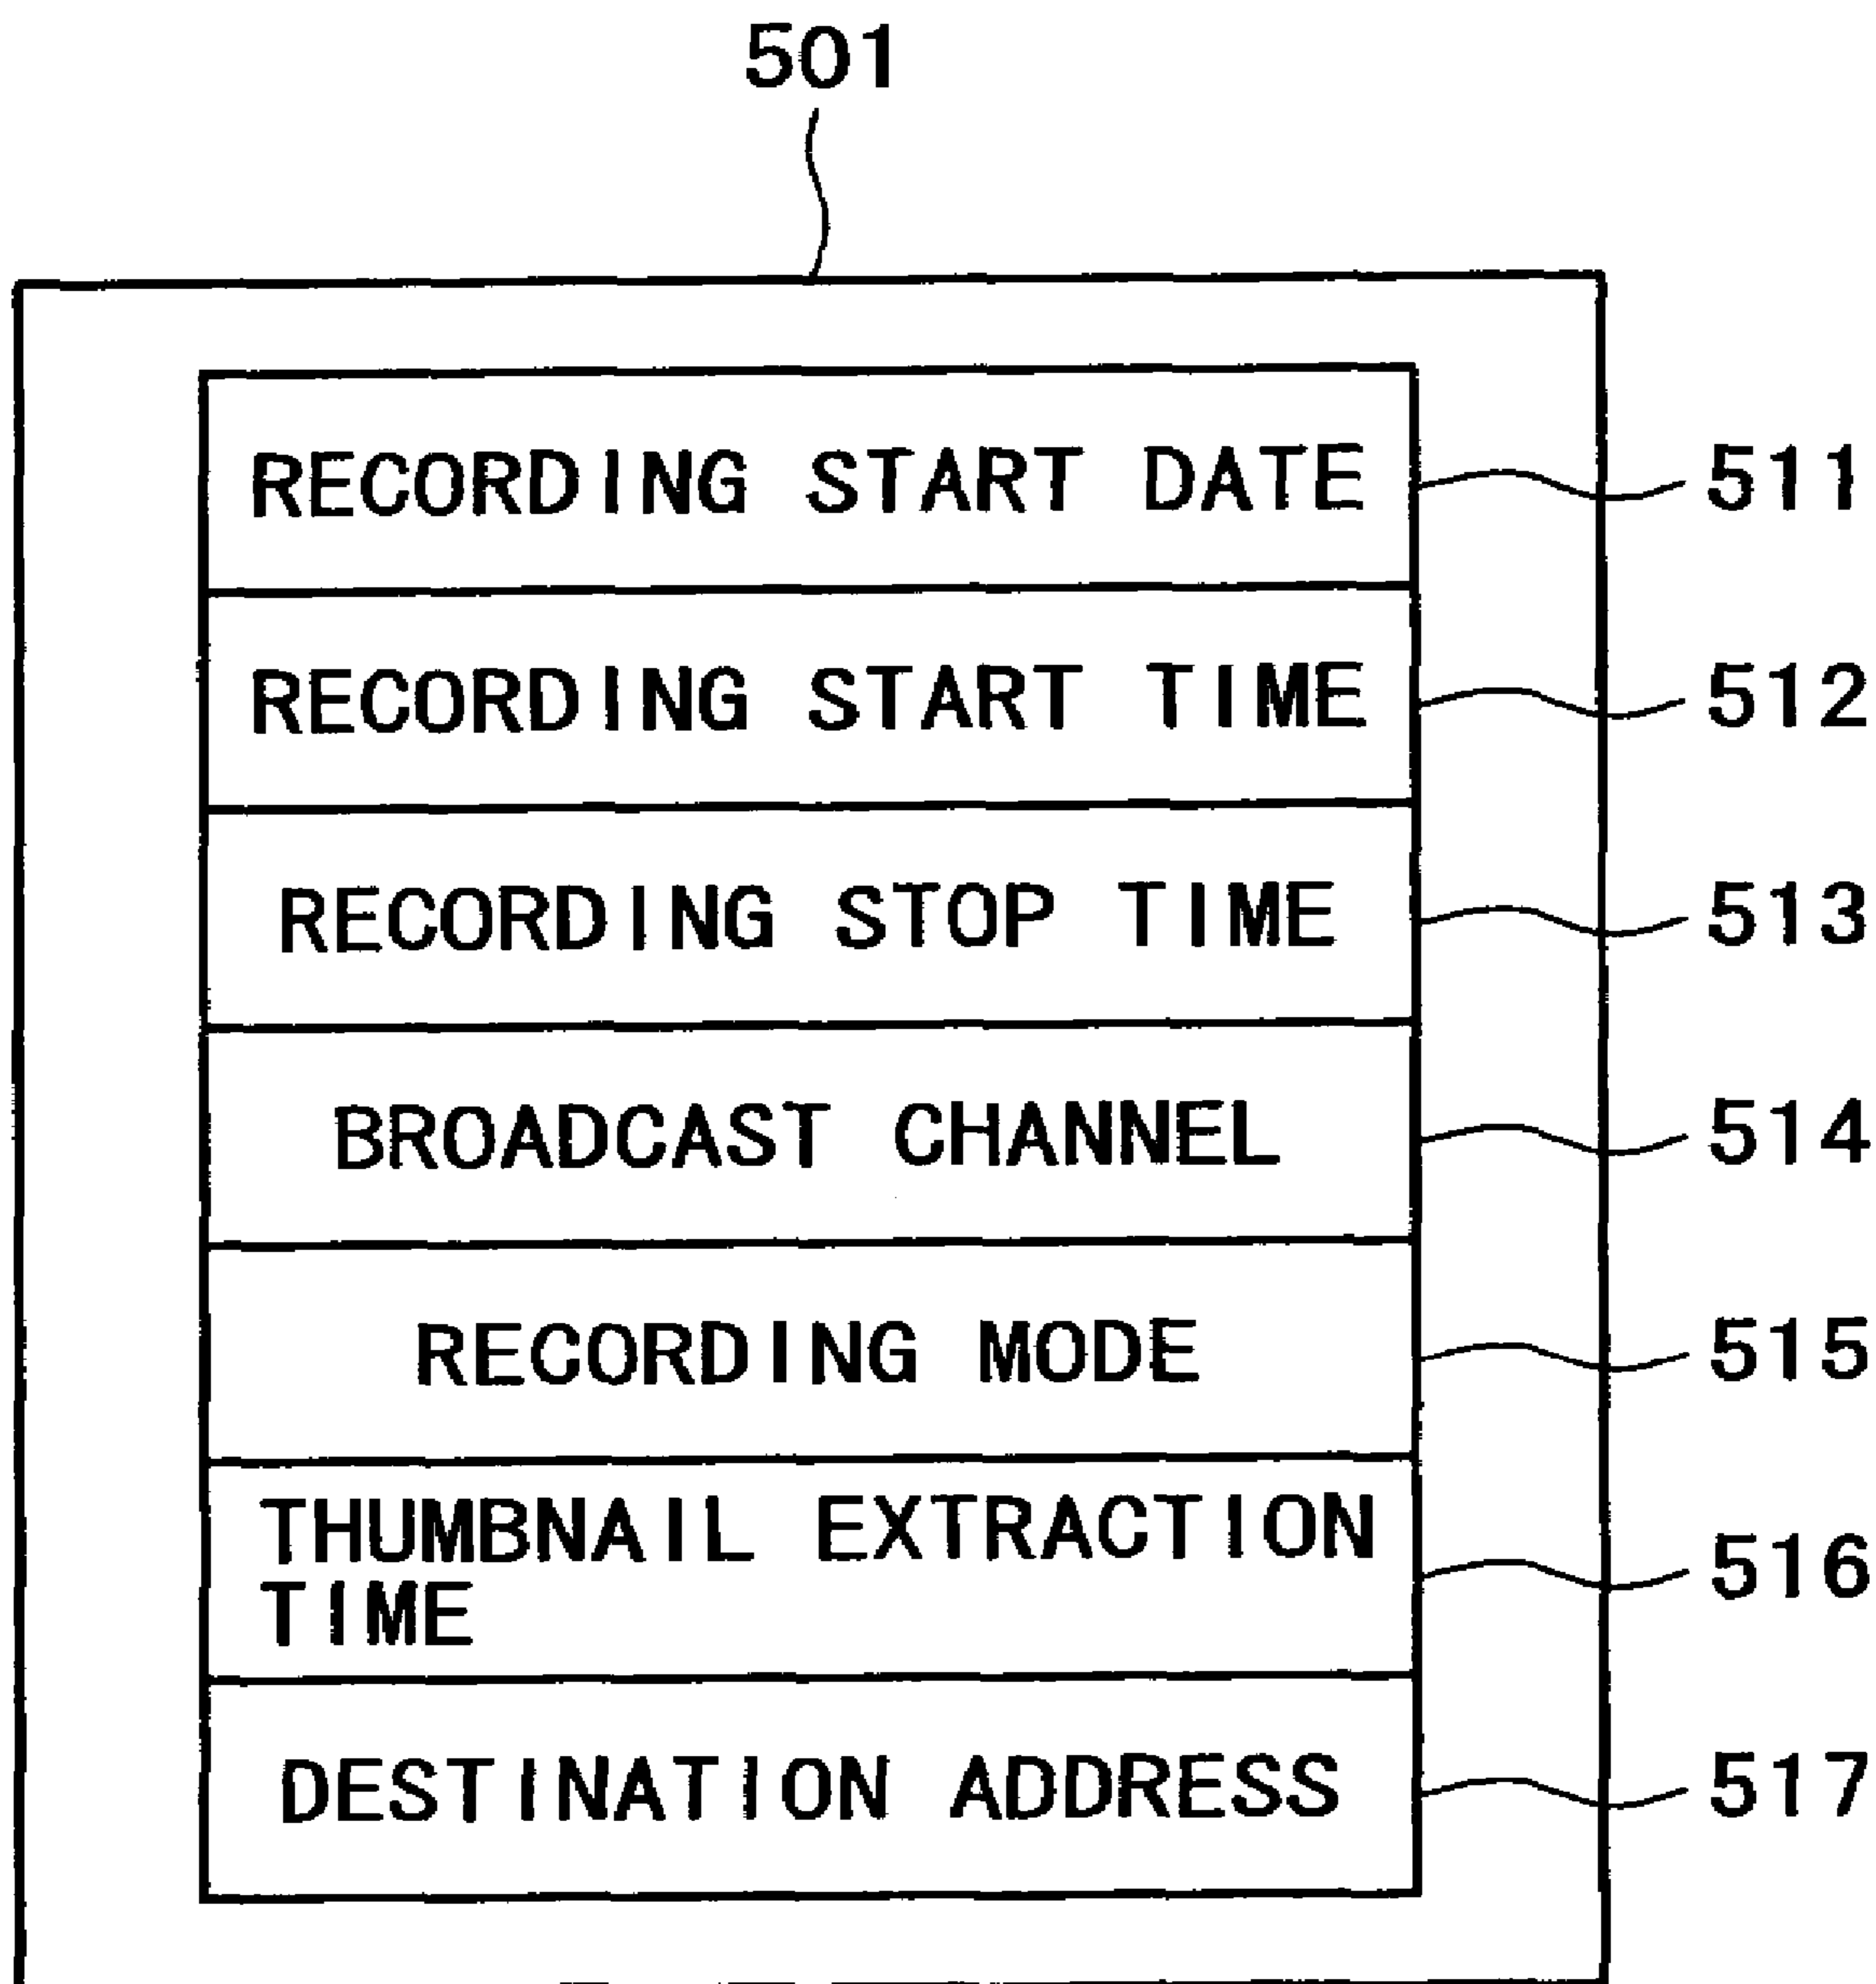 501
RECORDING START DATE 511
RECORDING START TIME 512
RECORDING STOP TIME 513
BROADCAST CHANNEL 514
RECORDING MODE 515
THUMBNAIL EXTRACTION
TIME 516
DESTINATION ADDRESS 517